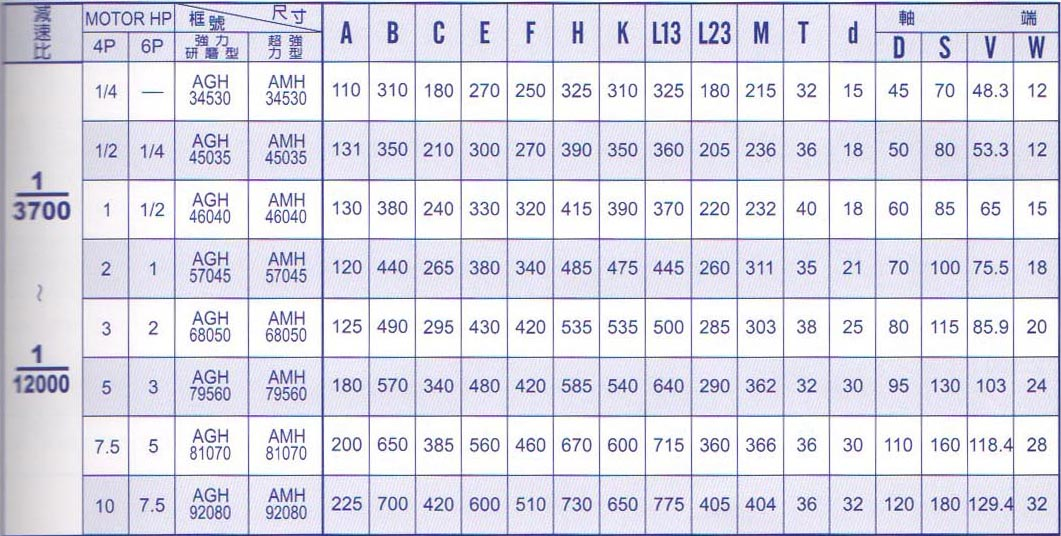 減速比 MOTOR HP 框號 尺寸 A B C E F H K L13 L23 M T d 軸端
4P 6P 強力研磨型 超強力型 D S V W
1/3700 ~ 1/12000
1/4 — AGH 34530 AMH 34530 110 310 180 270 250 325 310 325 180 215 32 15 45 70 48.3 12
1/2 1/4 AGH 45035 AMH 45035 131 350 210 300 270 390 350 360 205 236 36 18 50 80 53.3 12
1 1/2 AGH 46040 AMH 46040 130 380 240 330 320 415 390 370 220 232 40 18 60 85 65 15
2 1 AGH 57045 AMH 57045 120 440 265 380 340 485 475 445 260 311 35 21 70 100 75.5 18
3 2 AGH 68050 AMH 68050 125 490 295 430 420 535 535 500 285 303 38 25 80 115 85.9 20
5 3 AGH 79560 AMH 79560 180 570 340 480 420 585 540 640 290 362 32 30 95 130 103 24
7.5 5 AGH 81070 AMH 81070 200 650 385 560 460 670 600 715 360 366 36 30 110 160 118.4 28
10 7.5 AGH 92080 AMH 92080 225 700 420 600 510 730 650 775 405 404 36 32 120 180 129.4 32